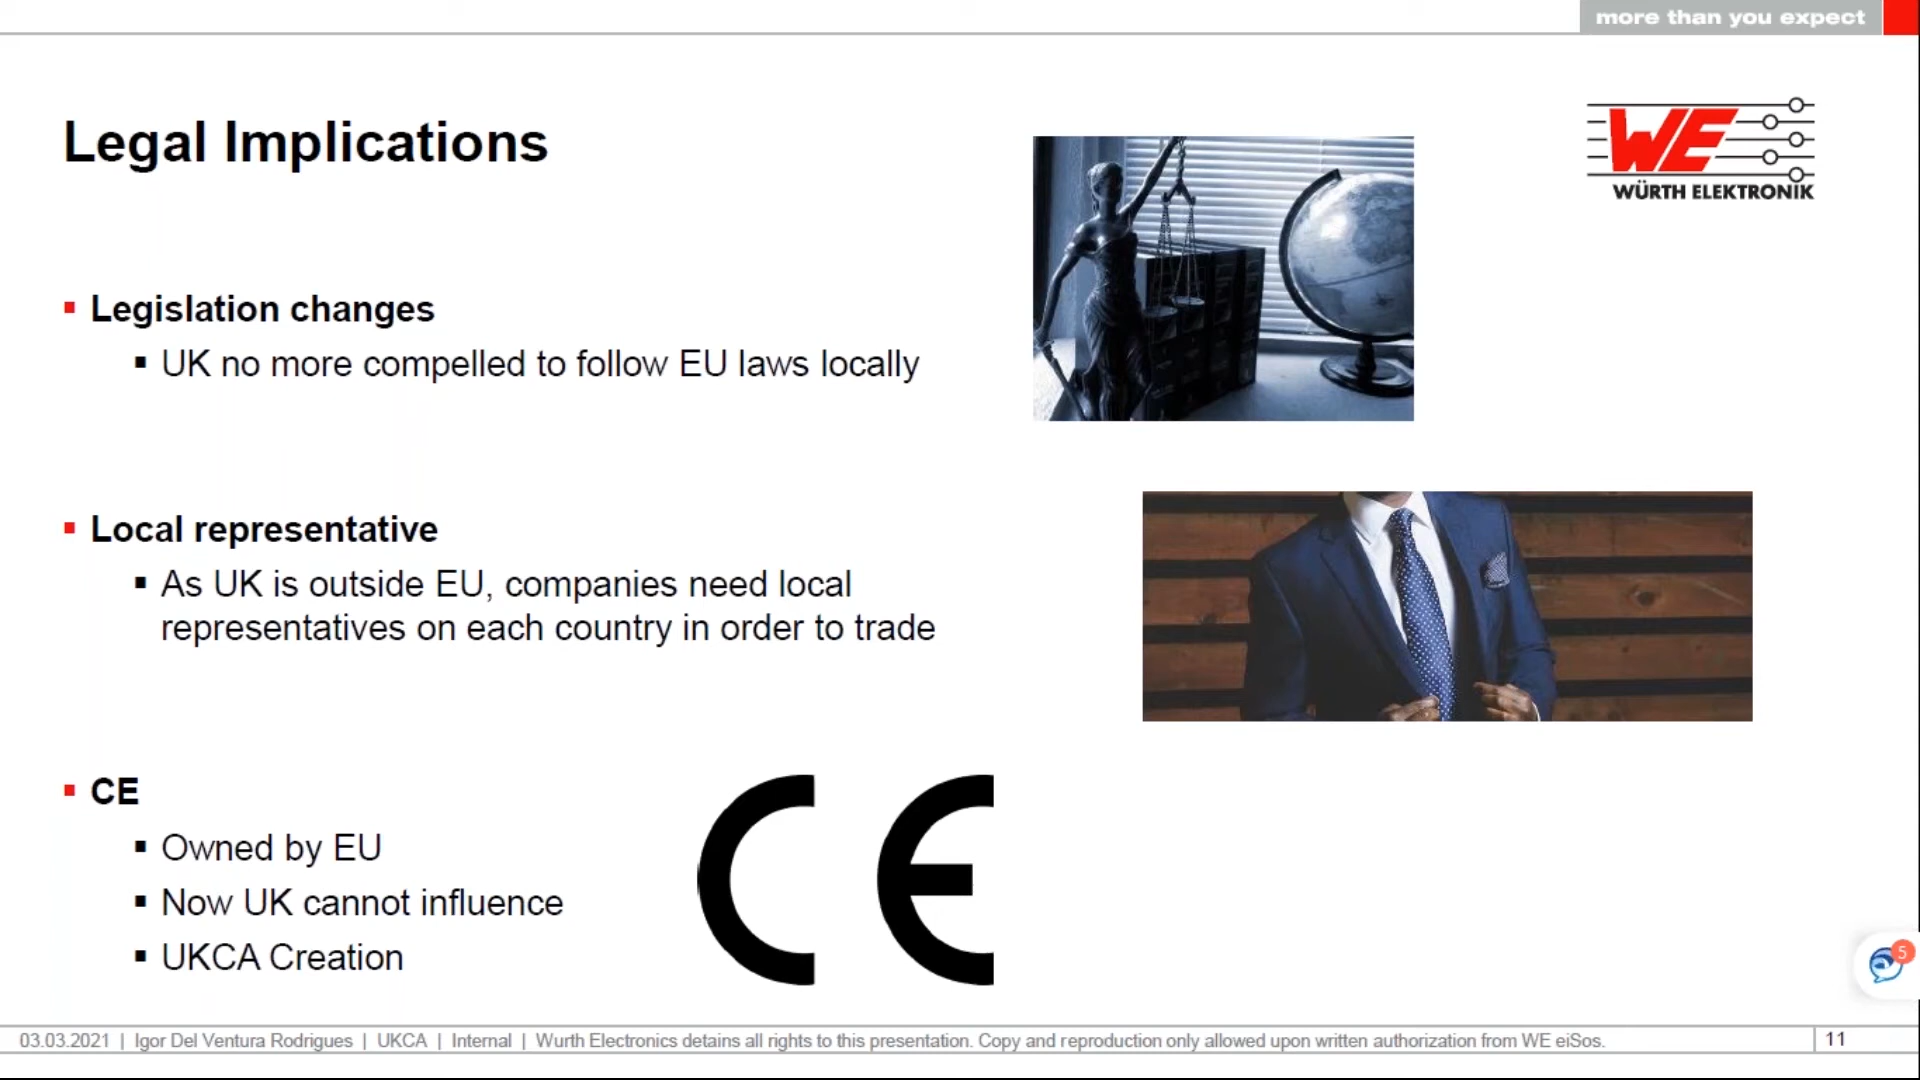 more than you expect
Legal Implications
WE
WÜRTH ELEKTRONIK
Legislation changes
UK no more compelled to follow EU laws locally
Local representative
As UK is outside EU, companies need local
representatives on each country in order to trade
CE
Owned by EU
Now UK cannot influence
UKCA Creation
CE
5
03.03.2021 | Igor Del Ventura Rodrigues | UKCA | Internal | Wurth Electronics detains all rights to this presentation. Copy and reproduction only allowed upon written authorization from WE eiSos.
11